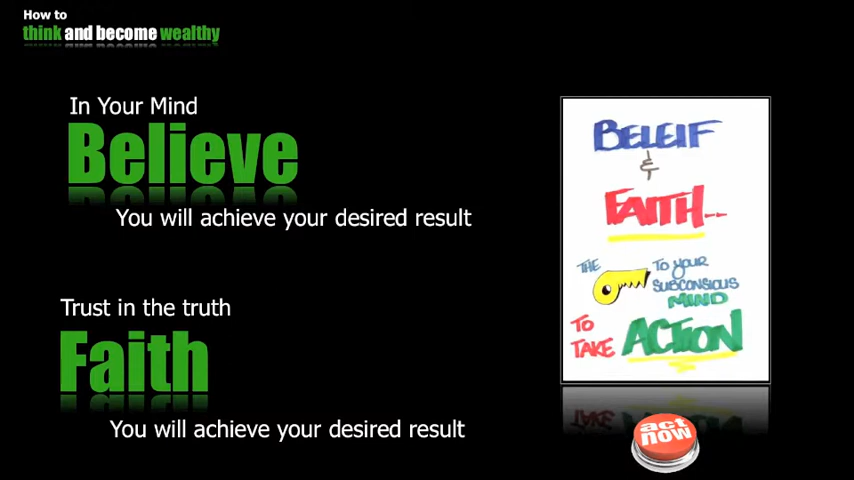 How to
think and become wealthy
In Your Mind
Believe
You will achieve your desired result
Trust in the truth
Faith
You will achieve your desired result
BELEIF
&
FAITH...
THE TO YOUR
SUBCONSIOUS
MIND
TO
TAKE ACTION
act
now